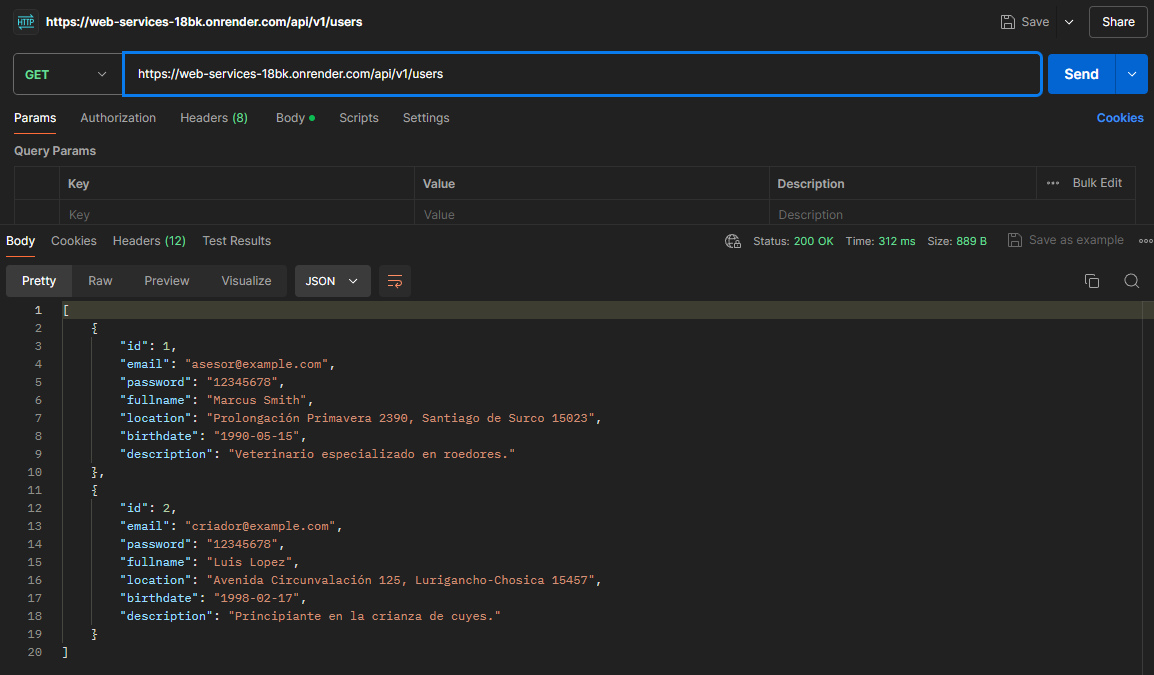 HTTP https://web-services-18bk.onrender.com/api/v1/users Save Share
GET https://web-services-18bk.onrender.com/api/v1/users Send
Params Authorization Headers (8) Body Scripts Settings Cookies
Query Params
Key Value Description ••• Bulk Edit
Key Value Description
Body Cookies Headers (12) Test Results Status: 200 OK Time: 312 ms Size: 889 B Save as example
Pretty Raw Preview Visualize JSON
1 [
2 {
3 "id": 1,
4 "email": "asesor@example.com",
5 "password": "12345678",
6 "fullname": "Marcus Smith",
7 "location": "Prolongación Primavera 2390, Santiago de Surco 15023",
8 "birthdate": "1990-05-15",
9 "description": "Veterinario especializado en roedores."
10 },
11 {
12 "id": 2,
13 "email": "criador@example.com",
14 "password": "12345678",
15 "fullname": "Luis Lopez",
16 "location": "Avenida Circunvalación 125, Lurigancho-Chosica 15457",
17 "birthdate": "1998-02-17",
18 "description": "Principiante en la crianza de cuyes."
19 }
20 ]